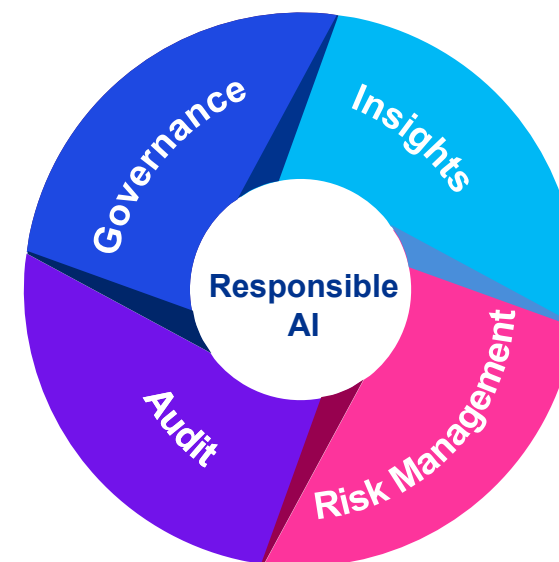 Governance
Insights
Responsible
AI
Audit
Risk Management